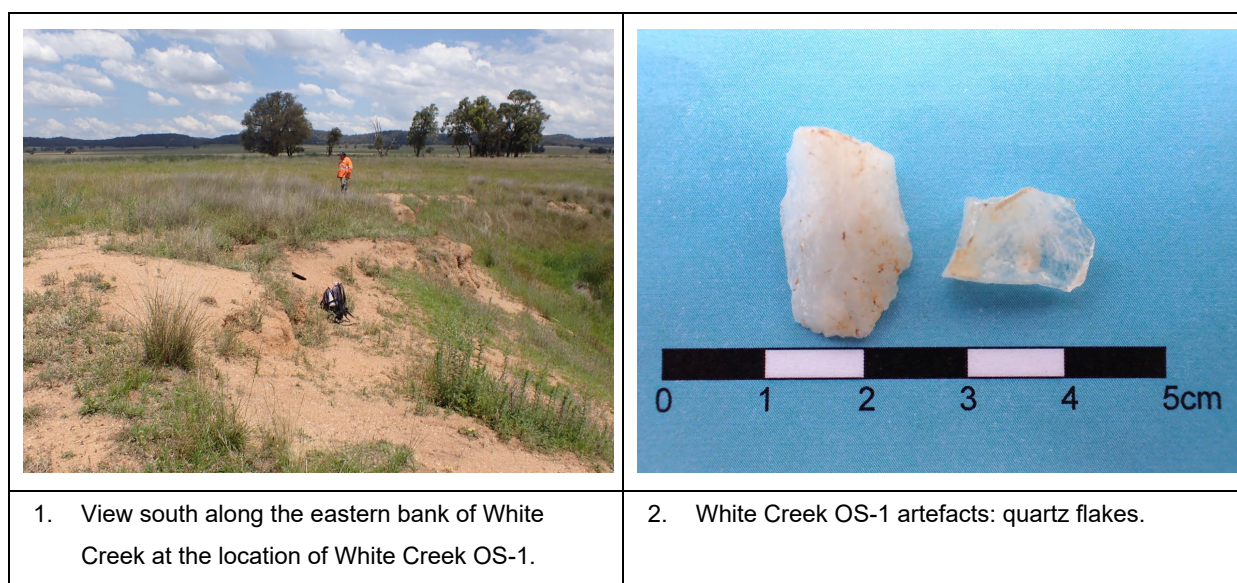 0 1 2 3 4 5cm
1. View south along the eastern bank of White
Creek at the location of White Creek OS-1.
2. White Creek OS-1 artefacts: quartz flakes.